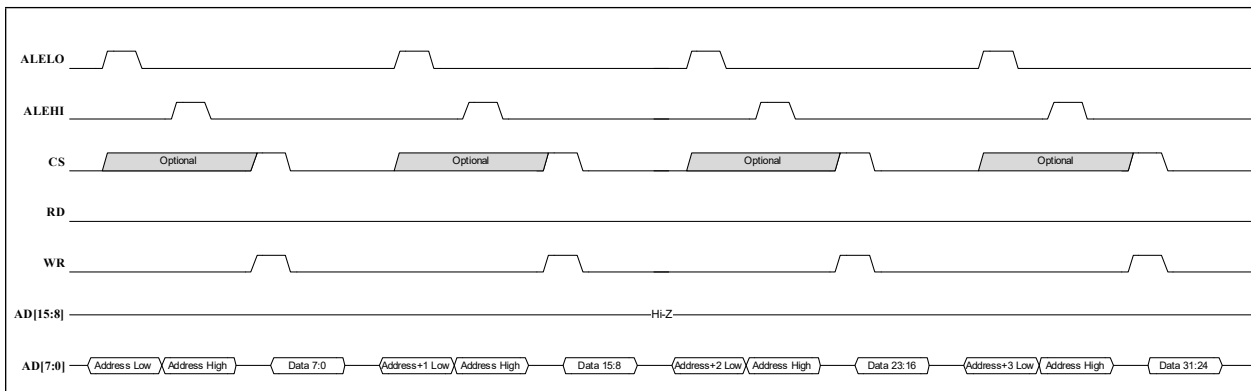 ALELO
ALEHI
CS Optional Optional Optional Optional
RD
WR
AD[15:8] Hi-Z
AD[7:0] Address Low Address High Data 7:0 Address+1 Low Address High Data 15:8 Address+2 Low Address High Data 23:16 Address+3 Low Address High Data 31:24